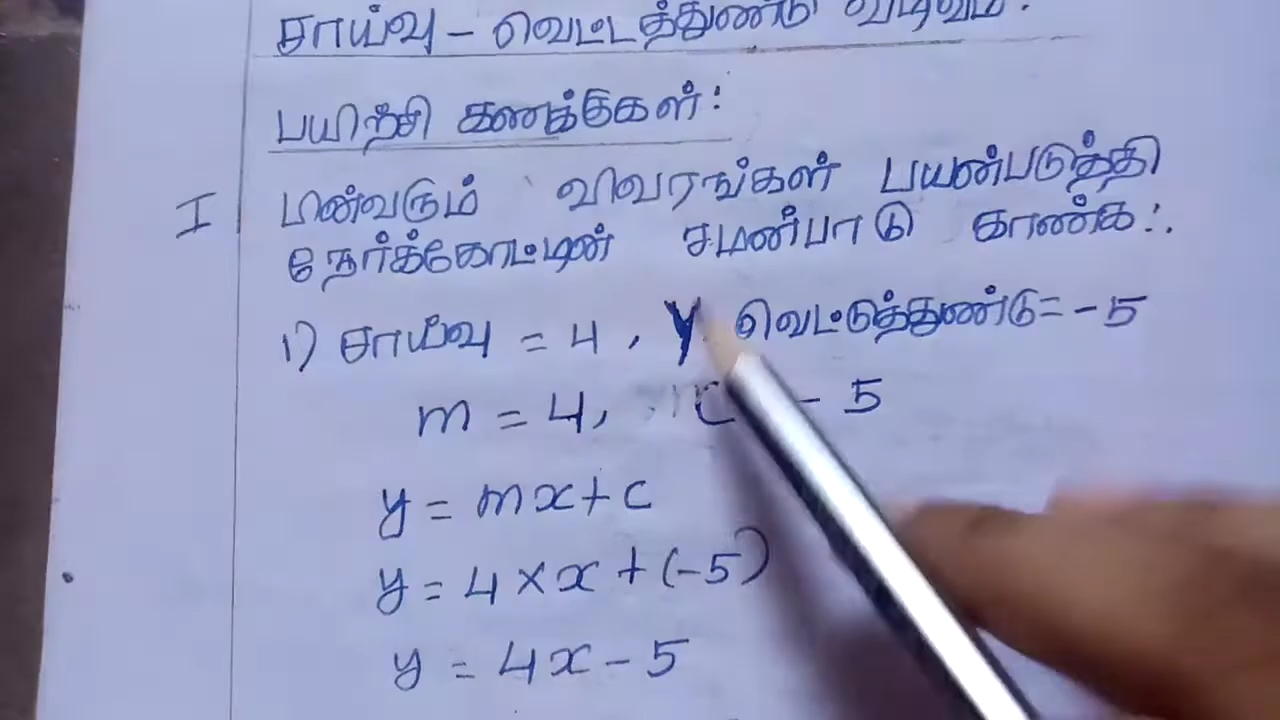 சாய்வு – வெட்டத்துண்டு வடிவம்.
பயிற்சி கணக்குகள்:
I பின்வரும் விவரங்கள் பயன்படுத்தி
நேர்க்கோட்டின் சமன்பாடு காண்க:.
1) சாய்வு = 4, y வெட்டுத்துண்டு = -5
m = 4, c - 5
y = mx + c
y = 4 × x + (-5)
y = 4x - 5